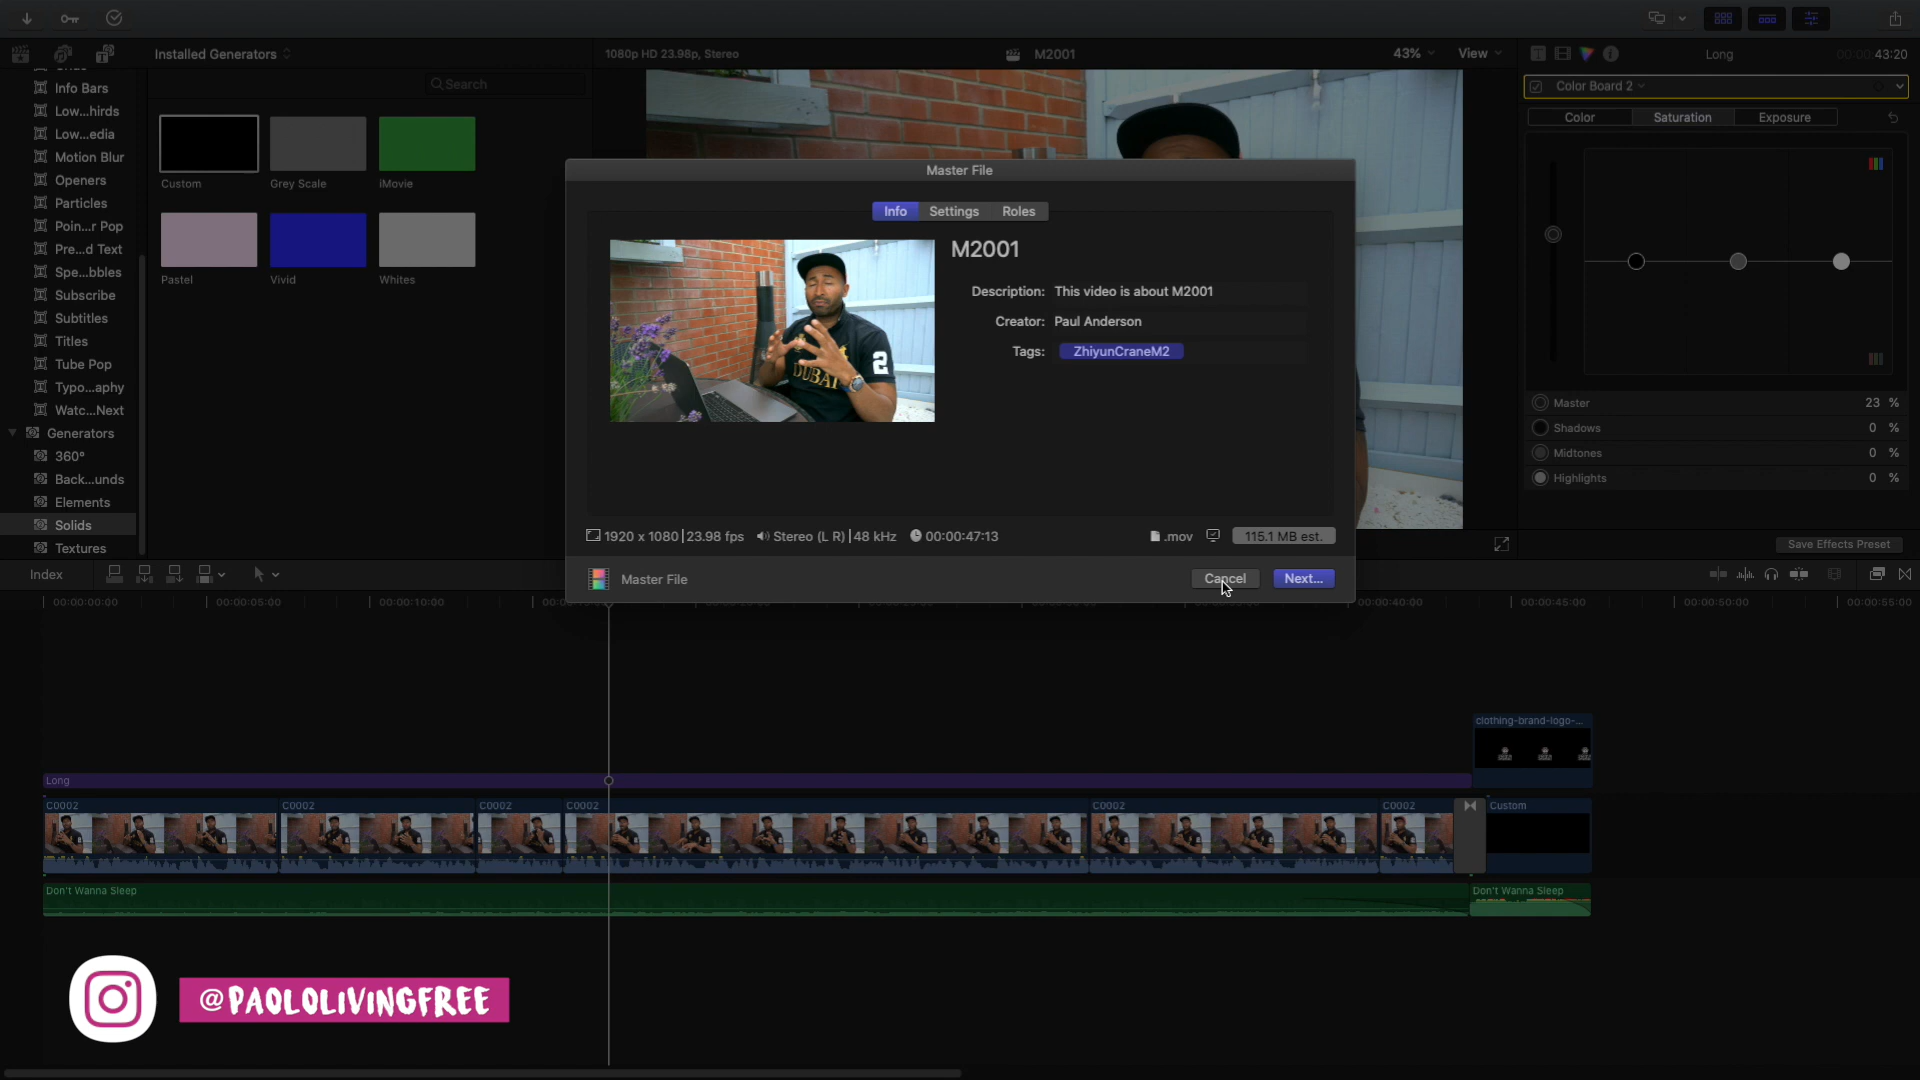 Installed Generators
1080p HD 23.98p, Stereo
M2001
43%
View
Long
00:00:43:20
Info Bars
Low...hirds
Low...edia
Motion Blur
Openers
Particles
Poin...r Pop
Pre...d Text
Spe...bbles
Subscribe
Subtitles
Titles
Tube Pop
Typo...aphy
Watc...Next
Generators
360°
Back...unds
Elements
Solids
Textures
Search
Custom
Grey Scale
iMovie
Pastel
Vivid
Whites
Master File
Info
Settings
Roles
M2001
Description: This video is about M2001
Creator: Paul Anderson
Tags: ZhiyunCraneM2
2
DUBAI
1920 x 1080 | 23.98 fps
Stereo (L R) | 48 kHz
00:00:47:13
.mov
115.1 MB est.
Master File
Cancel
Next...
Color Board 2
Color
Saturation
Exposure
Master 23 %
Shadows 0 %
Midtones 0 %
Highlights 0 %
Save Effects Preset
Index
00:00:00:00
00:00:05:00
00:00:10:00
00:00:40:00
00:00:45:00
00:00:50:00
00:00:55:00
clothing-brand-logo-...
Long
C0002
C0002
C0002
C0002
C0002
C0002
Custom
Don't Wanna Sleep
Don't Wanna Sleep
@PAOLOLIVINGFREE